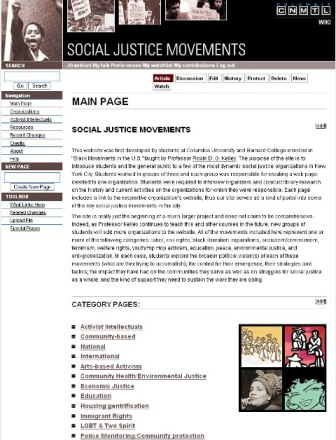 COLUMBIA
CNMTL
WIKI
SOCIAL JUSTICE MOVEMENTS
SEARCH
My talk Preferences My watchlist My contributions Log out
Go Search
Article Discussion Edit History Protect Delete Move
Watch
Navigation
Main Page
Organizations
Activist Intellectuals
Resources
Recent Changes
Credits
About
Help
NEW PAGE
Create New Page
TOOLBOX
What Links Here
Related Changes
Upload File
Special Pages
MAIN PAGE
[edit]
SOCIAL JUSTICE MOVEMENTS
This website was first developed by students at Columbia University and Barnard College enrolled in
"Black Movements in the U.S." taught by Professor Robin D. G. Kelley. The purpose of the site is to
introduce students and the general public to a few of the most dynamic social justice organizations in New
York City. Students worked in groups of three and each group was responsible for creating a web page
devoted to one organization. Students were required to interview organizers and conduct library research
on the history and current activities on the organizations for which they were responsible. Each page
includes a link to the respective organization's website, thus our site serves as a kind of portal into some
of the key social justice movements in the city.
The site is really just the beginning of a much larger project and does not claim to be comprehensive.
Indeed, as Professor Kelley continues to teach this and other courses in the future, new groups of
students will add more organizations to the website. All of the movements included here represent one or
more of the following categories: labor, civil rights, black liberation, reparations, socialism/communism,
feminism, welfare rights, youth/Hip Hop activism, education, peace, environmental justice, and
anti-globalization. In each case, students explore the broader political vision(s) of each of these
movements (what are they trying to accomplish), the context for their emergence, their strategies and
tactics, the impact they have had on the communities they serve as well as on struggles for social justice
as a whole, and the kind of support they need to sustain the work they are doing.
[edit]
CATEGORY PAGES:
Activist Intellectuals
Community-based
National
International
Arts-based Activism
Community Health/Environmental Justice
Economic Justice
Education
Housing/gentrification
Immigrant Rights
LGBT & Two Spirit
Police Monitoring/Community protection